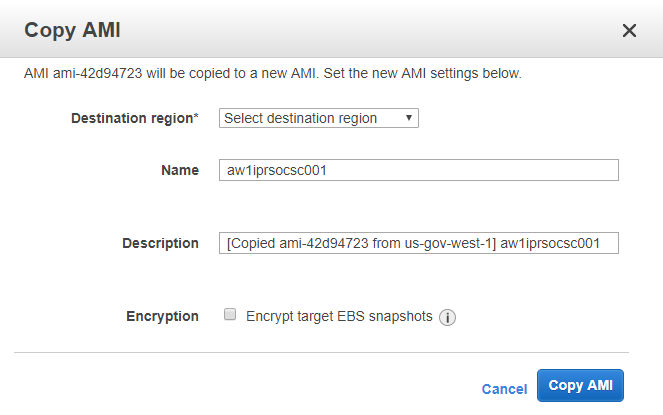 Copy AMI
AMI ami-42d94723 will be copied to a new AMI. Set the new AMI settings below.
Destination region* Select destination region
Name aw1iprsocsc001
Description [Copied ami-42d94723 from us-gov-west-1] aw1iprsocsc001
Encryption Encrypt target EBS snapshots i
Cancel Copy AMI